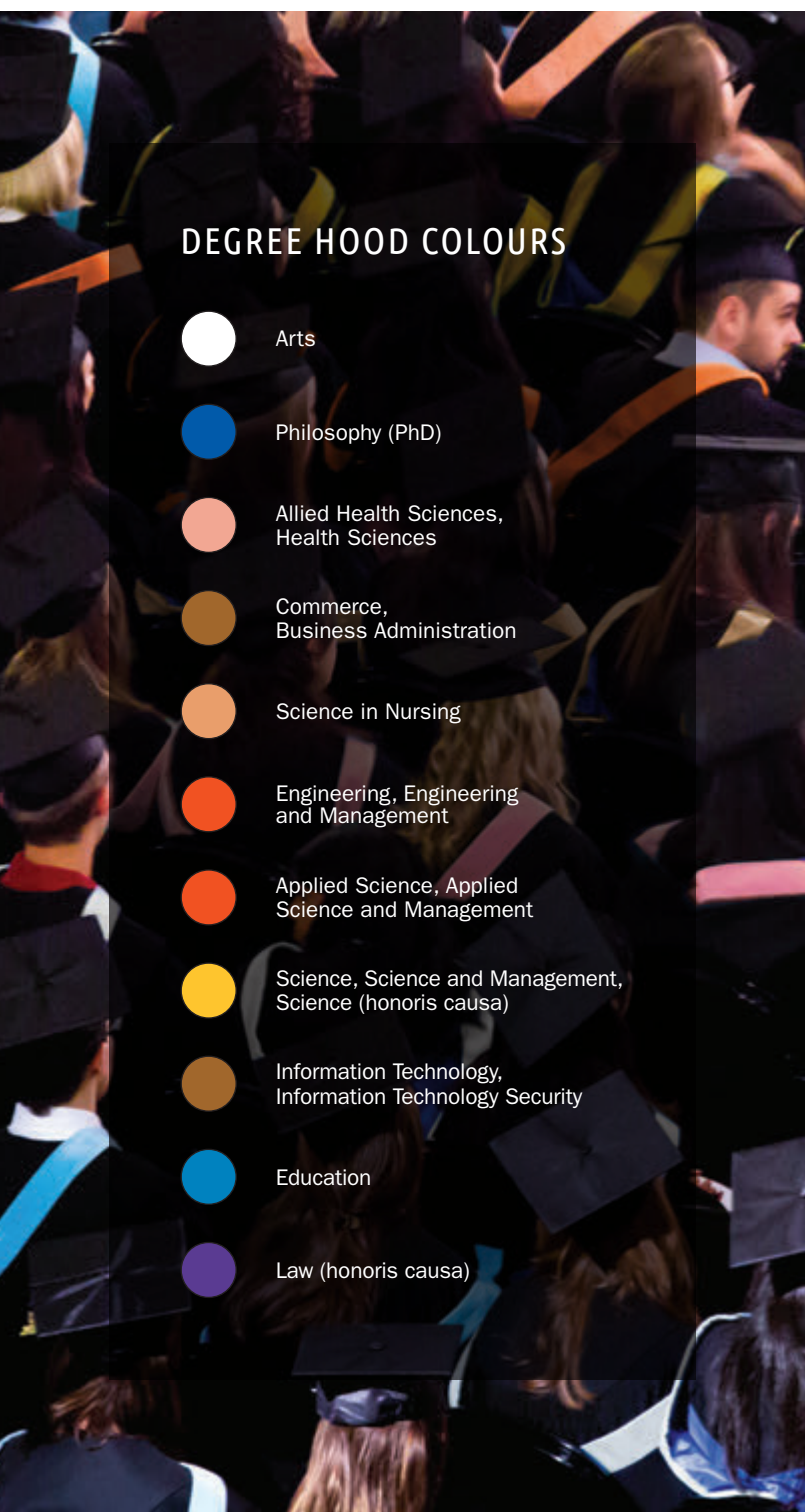 DEGREE HOOD COLOURS
Arts
Philosophy (PhD)
Allied Health Sciences,
Health Sciences
Commerce,
Business Administration
Science in Nursing
Engineering, Engineering
and Management
Applied Science, Applied
Science and Management
Science, Science and Management,
Science (honoris causa)
Information Technology,
Information Technology Security
Education
Law (honoris causa)